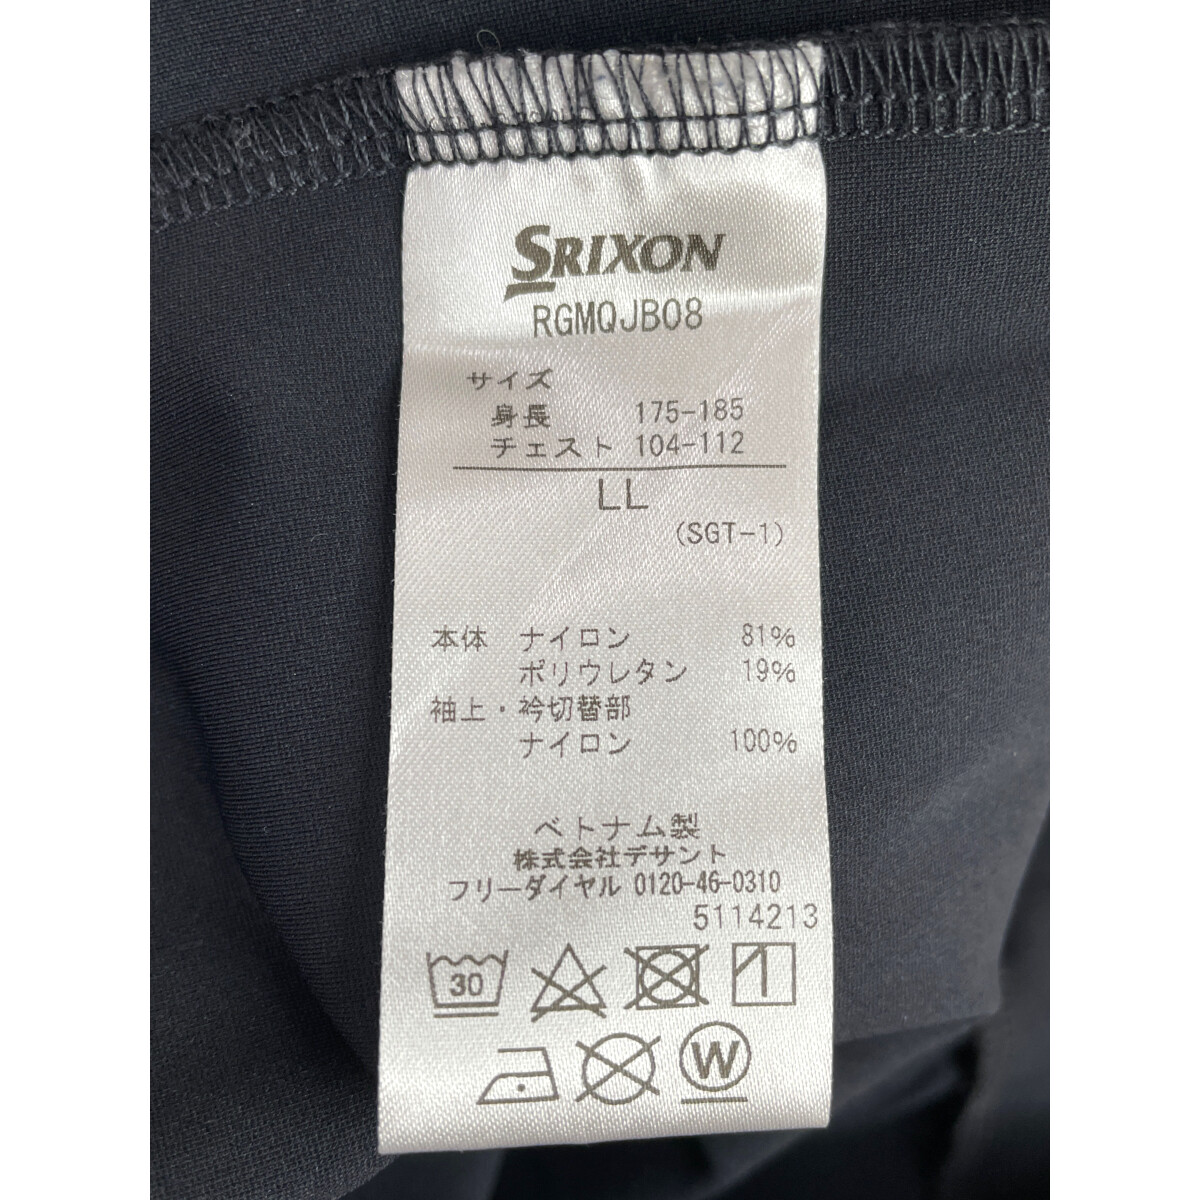 SRIXON
RGMQJB08
サイズ
身長 175-185
チェスト 104-112
LL
(SGT-1)
本体 ナイロン 81%
ポリウレタン 19%
袖上・衿切替部
ナイロン 100%
ベトナム製
株式会社デサント
フリーダイヤル 0120-46-0310
5114213
30
W